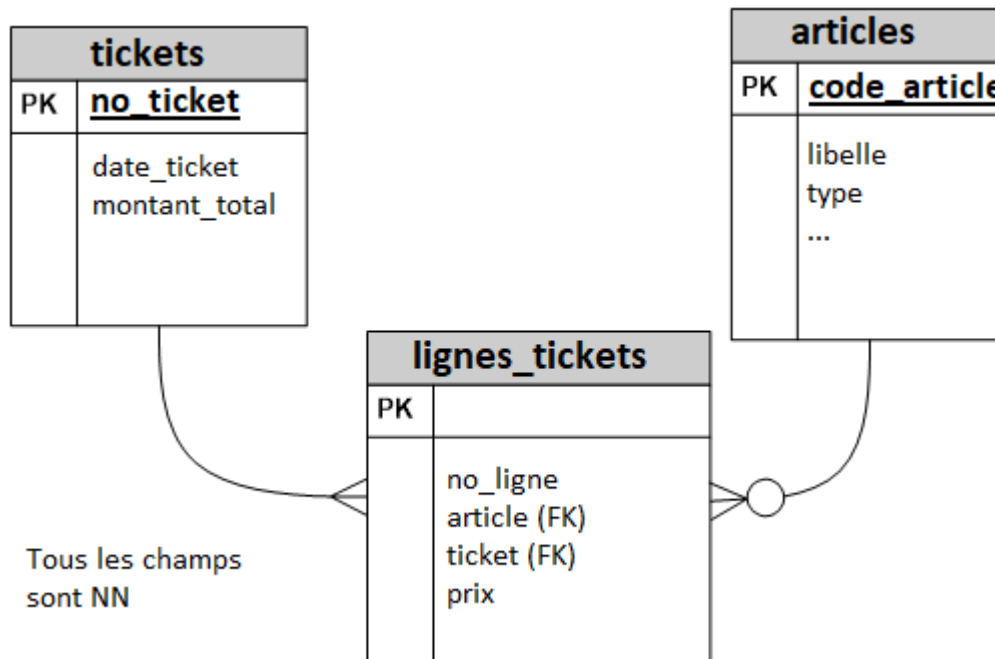 tickets
PK no_ticket
date_ticket
montant_total
articles
PK code_article
libelle
type
...
lignes_tickets
PK
no_ligne
article (FK)
ticket (FK)
prix
Tous les champs
sont NN